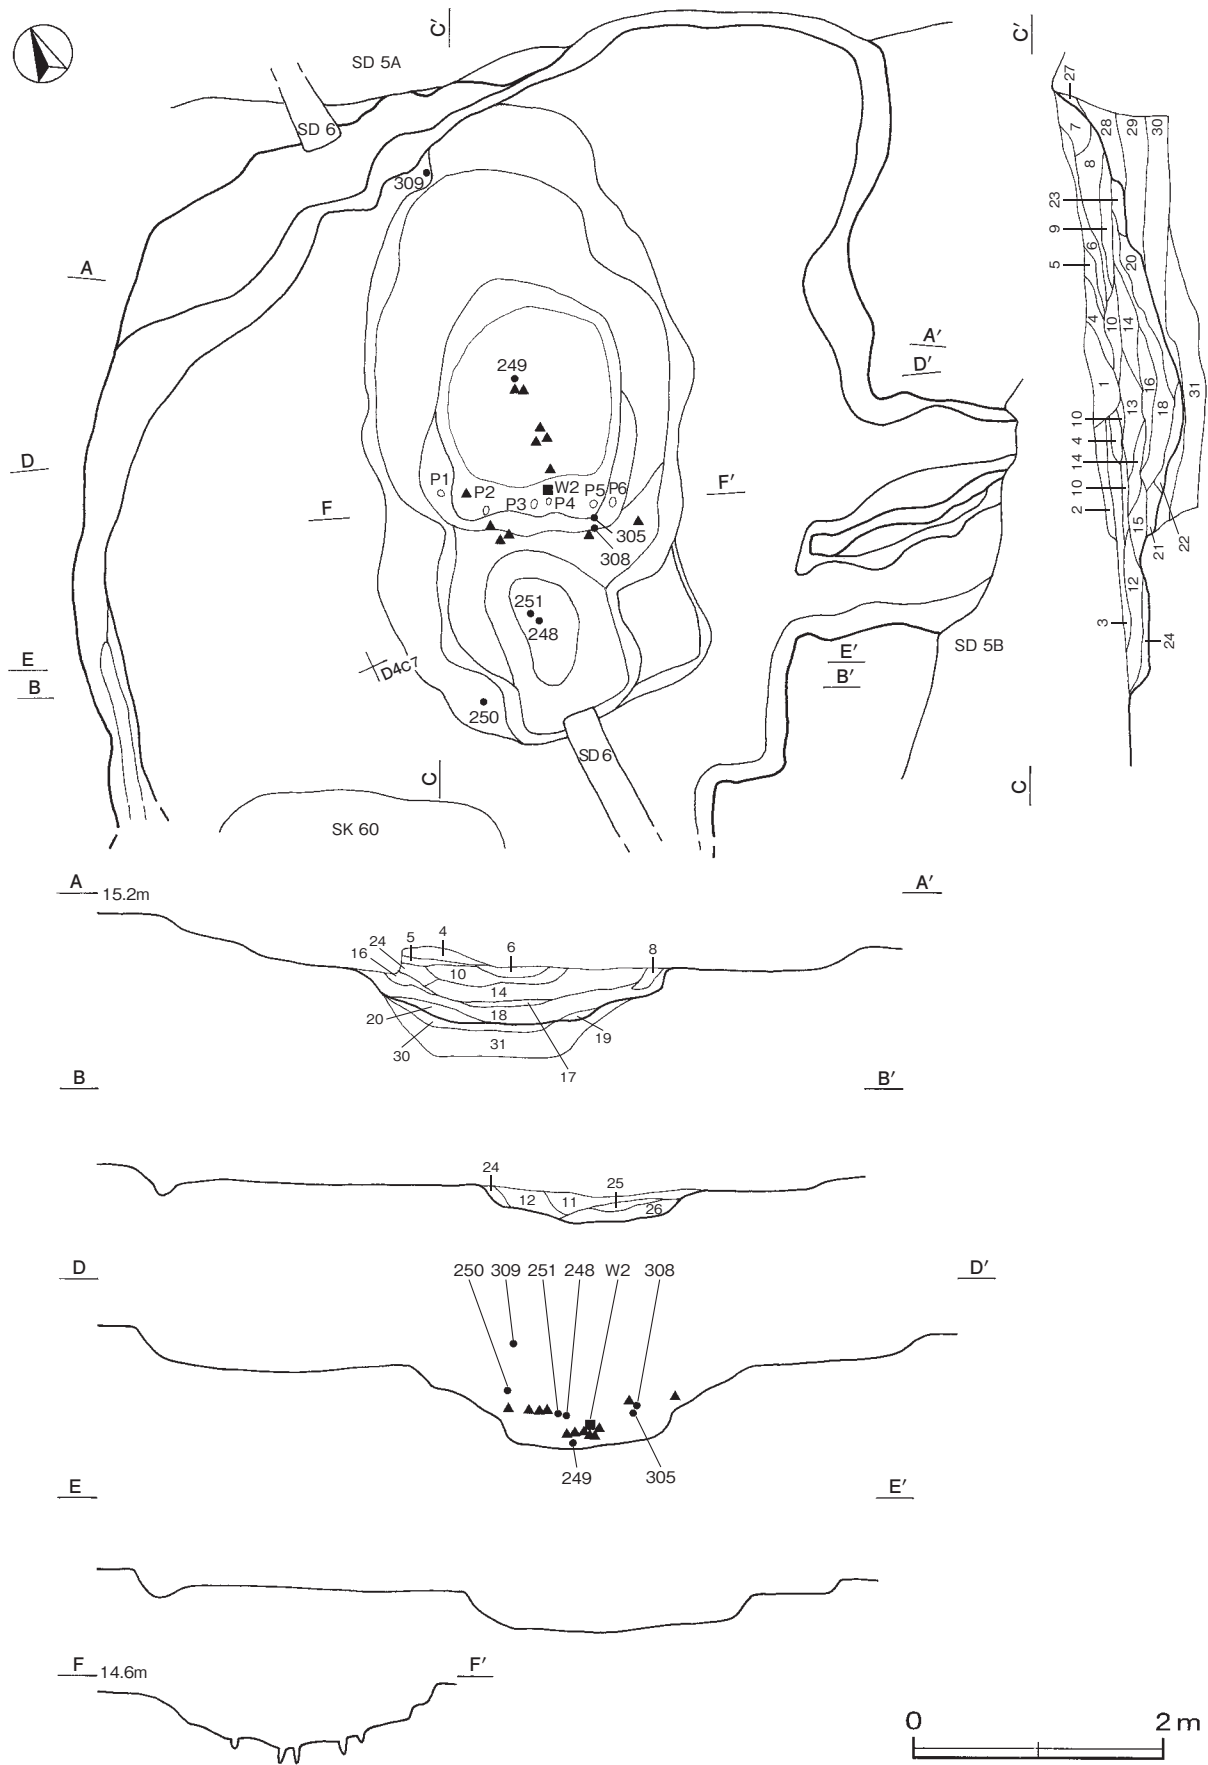 C′
C′
SD 5A
27
SD 6
7
28
29
30
8
309
23
9
6
5
20
A
4
10
14
A′
D′
249
1
16
31
13
18
10
4
D
14
P1
P2
W2
P5
P6
F′
10
F
P3
P4
2
15
305
21
22
308
12
251
248
3
24
E
D4c7
SD 5B
E′
B
B′
250
SD 6
C
C
SK 60
A
15.2m
A′
24
5
4
6
8
16
10
14
20
18
19
30
31
17
B
B′
24
25
12
11
26
D
250 309 251 248 W2 308
D′
249
305
E
E′
F
14.6m
F′
0
2 m